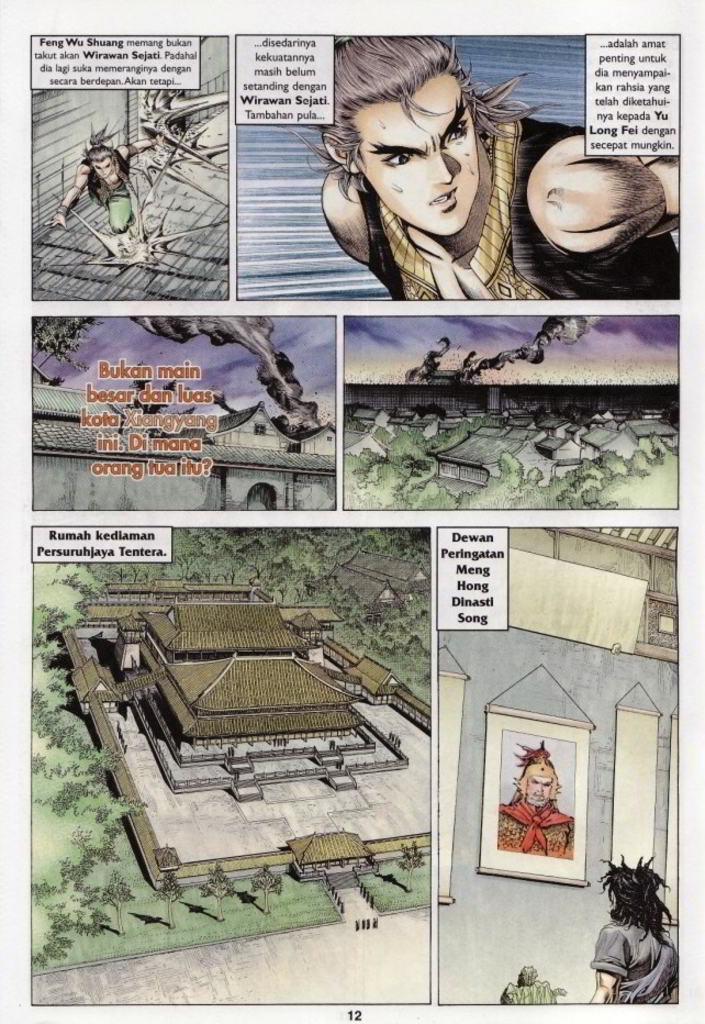 Feng Wu Shuang memang bukan
takut akan Wirawan Sejati. Padahal
dia lagi suka memeranginya dengan
secara berdepan. Akan tetapi...
...disedarinya
kekuatannya
masih belum
setanding dengan
Wirawan Sejati.
Tambahan pula...
...adalah amat
penting untuk
dia menyampai-
kan rahsia yang
telah diketahui-
nya kepada Yu
Long Fei dengan
secepat mungkin.
Bukan main
besar dan luas
kota Xiangyang
ini. Di mana
orang tua itu?
Rumah kediaman
Persuruhjaya Tentera.
Dewan
Peringatan
Meng
Hong
Dinasti
Song
12